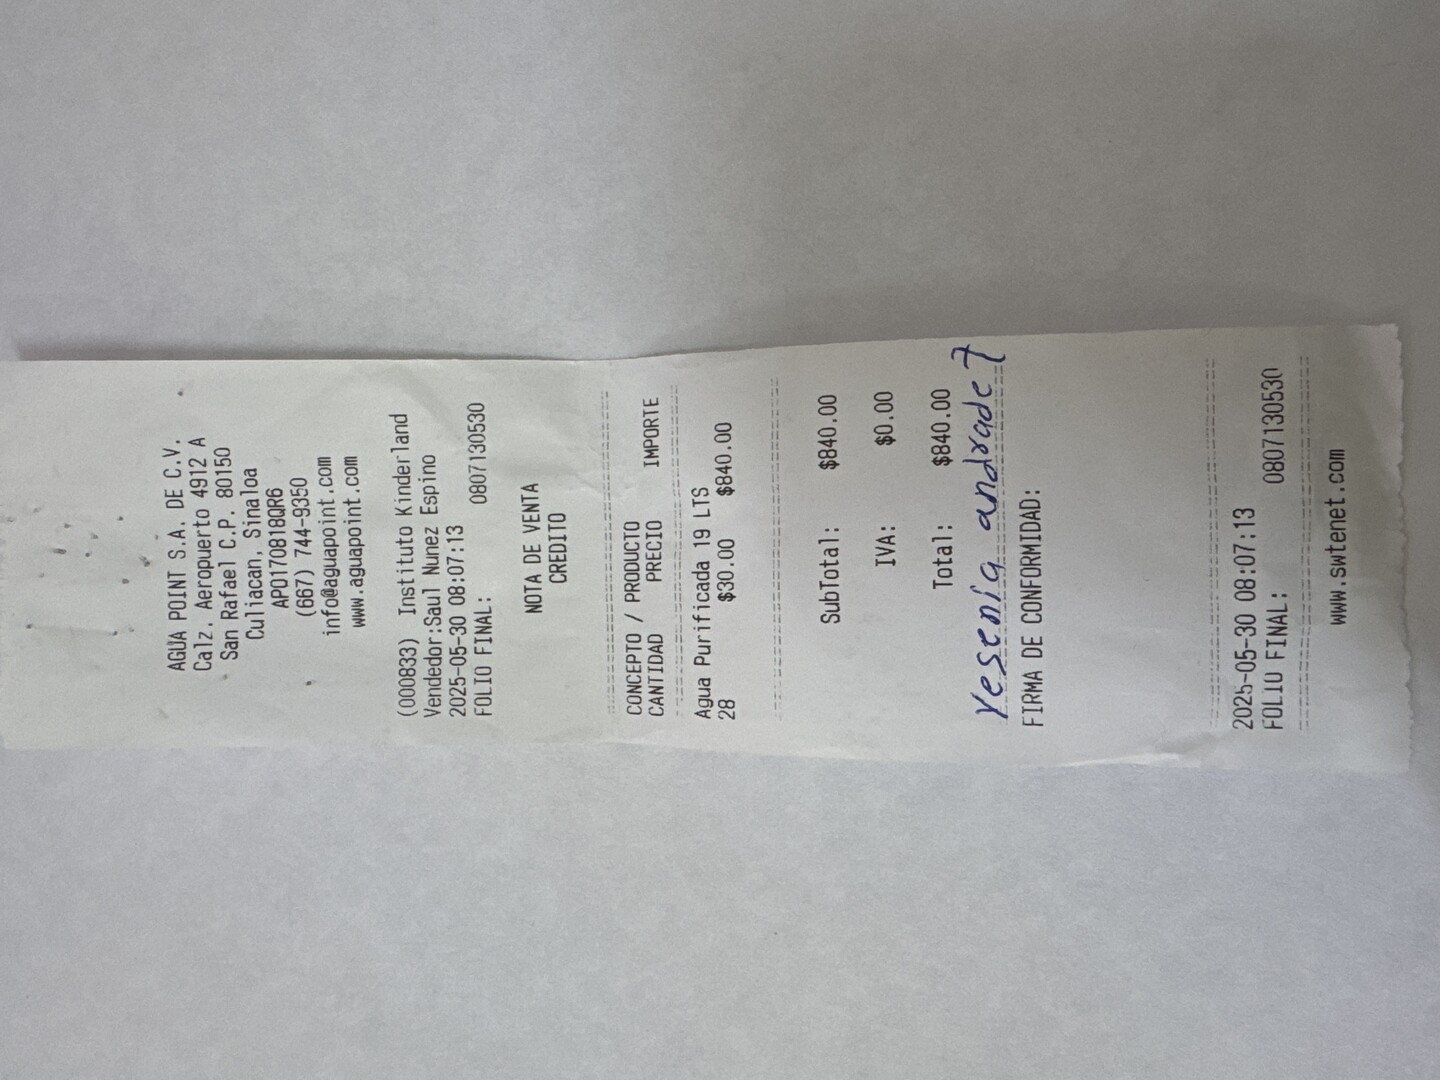 AGUA POINT S.A. DE C.V.
Calz. Aeropuerto 4912 A
San Rafael C.P. 80150
Culiacan, Sinaloa
APO170818QR6
(667) 744-9350
info@aguapoint.com
www.aguapoint.com
(000833) Instituto Kinderland
Vendedor:Saul Nunez Espino
2025-05-30 08:07:13
FOLIO FINAL: 0807130530
NOTA DE VENTA
CREDITO
CONCEPTO / PRODUCTO
CANTIDAD PRECIO IMPORTE
Agua Purificada 19 LTS
28 $30.00 $840.00
SubTotal: $840.00
IVA: $0.00
Total: $840.00
Yesenia andrade
FIRMA DE CONFORMIDAD:
2025-05-30 08:07:13
FOLIO FINAL: 0807130530
www.swtenet.com